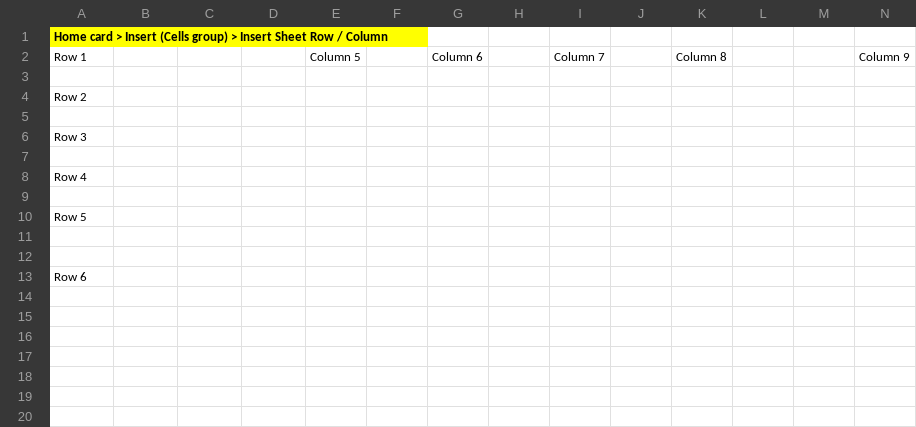 A B C D E F G H I J K L M N
1 Home card > Insert (Cells group) > Insert Sheet Row / Column
2 Row 1 Column 5 Column 6 Column 7 Column 8 Column 9
3
4 Row 2
5
6 Row 3
7
8 Row 4
9
10 Row 5
11
12
13 Row 6
14
15
16
17
18
19
20